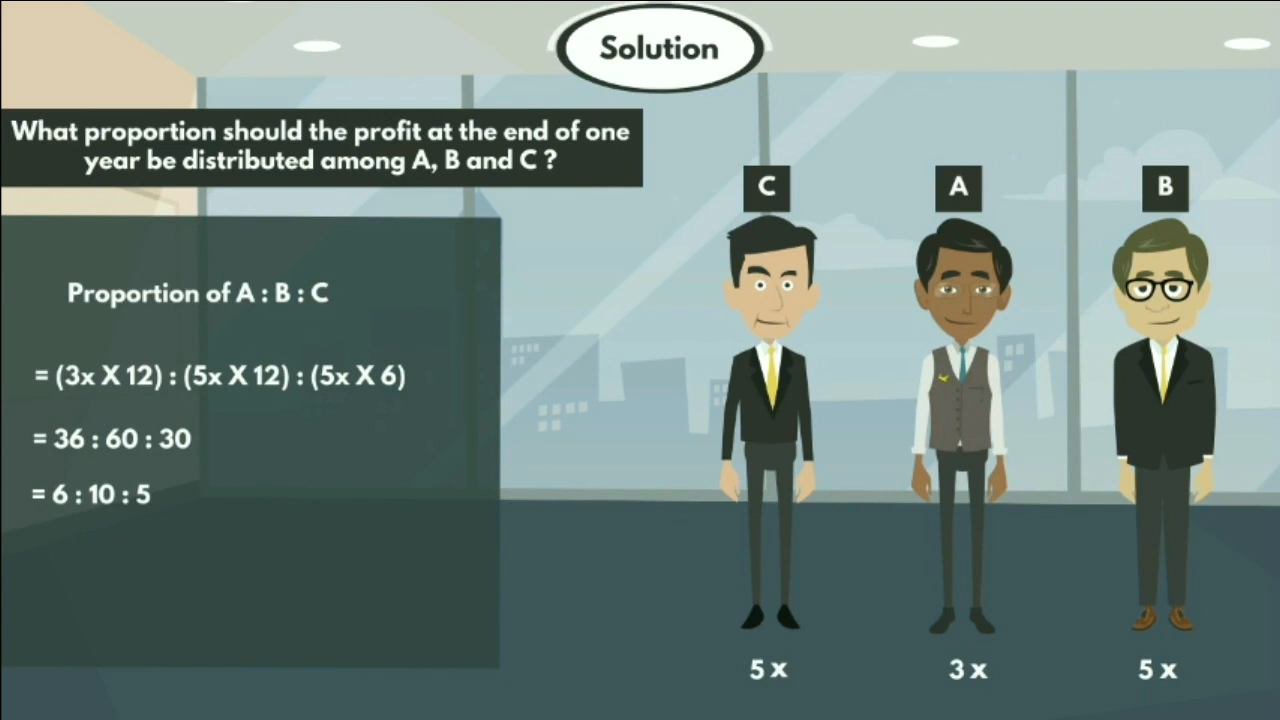 Solution
What proportion should the profit at the end of one
year be distributed among A, B and C ?
C
A
B
Proportion of A : B : C
= (3x X 12) : (5x X 12) : (5x X 6)
= 36 : 60 : 30
= 6 : 10 : 5
5 x
3 x
5 x